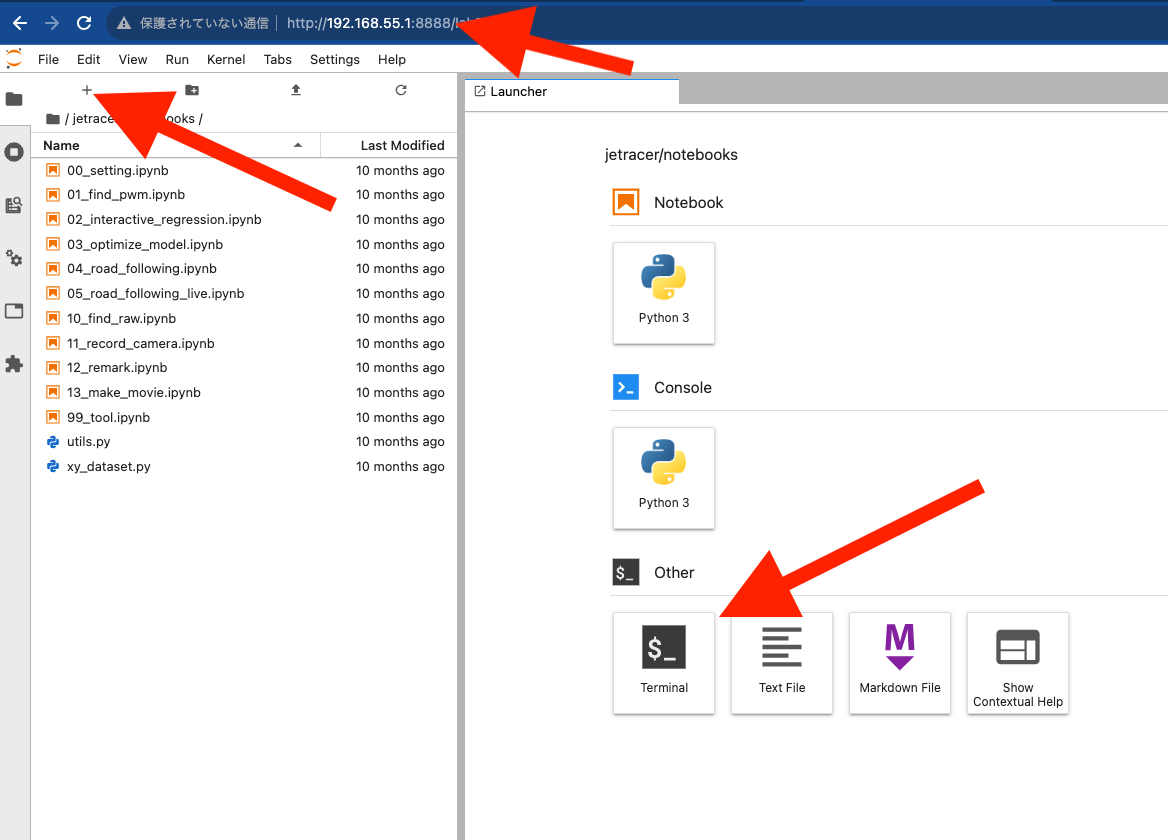 保護されていない通信 http://192.168.55.1:8888/
File Edit View Run Kernel Tabs Settings Help
Launcher
/ /
Name Last Modified
00_setting.ipynb 10 months ago
01_find_pwm.ipynb 10 months ago
02_interactive_regression.ipynb 10 months ago
03_optimize_model.ipynb 10 months ago
04_road_following.ipynb 10 months ago
05_road_following_live.ipynb 10 months ago
10_find_raw.ipynb 10 months ago
11_record_camera.ipynb 10 months ago
12_remark.ipynb 10 months ago
13_make_movie.ipynb 10 months ago
99_tool.ipynb 10 months ago
utils.py 10 months ago
xy_dataset.py 10 months ago
jetracer/notebooks
Notebook
Python 3
Console
Python 3
$_ Other
$_
Terminal
Text File
M
Markdown File
Show
Contextual Help